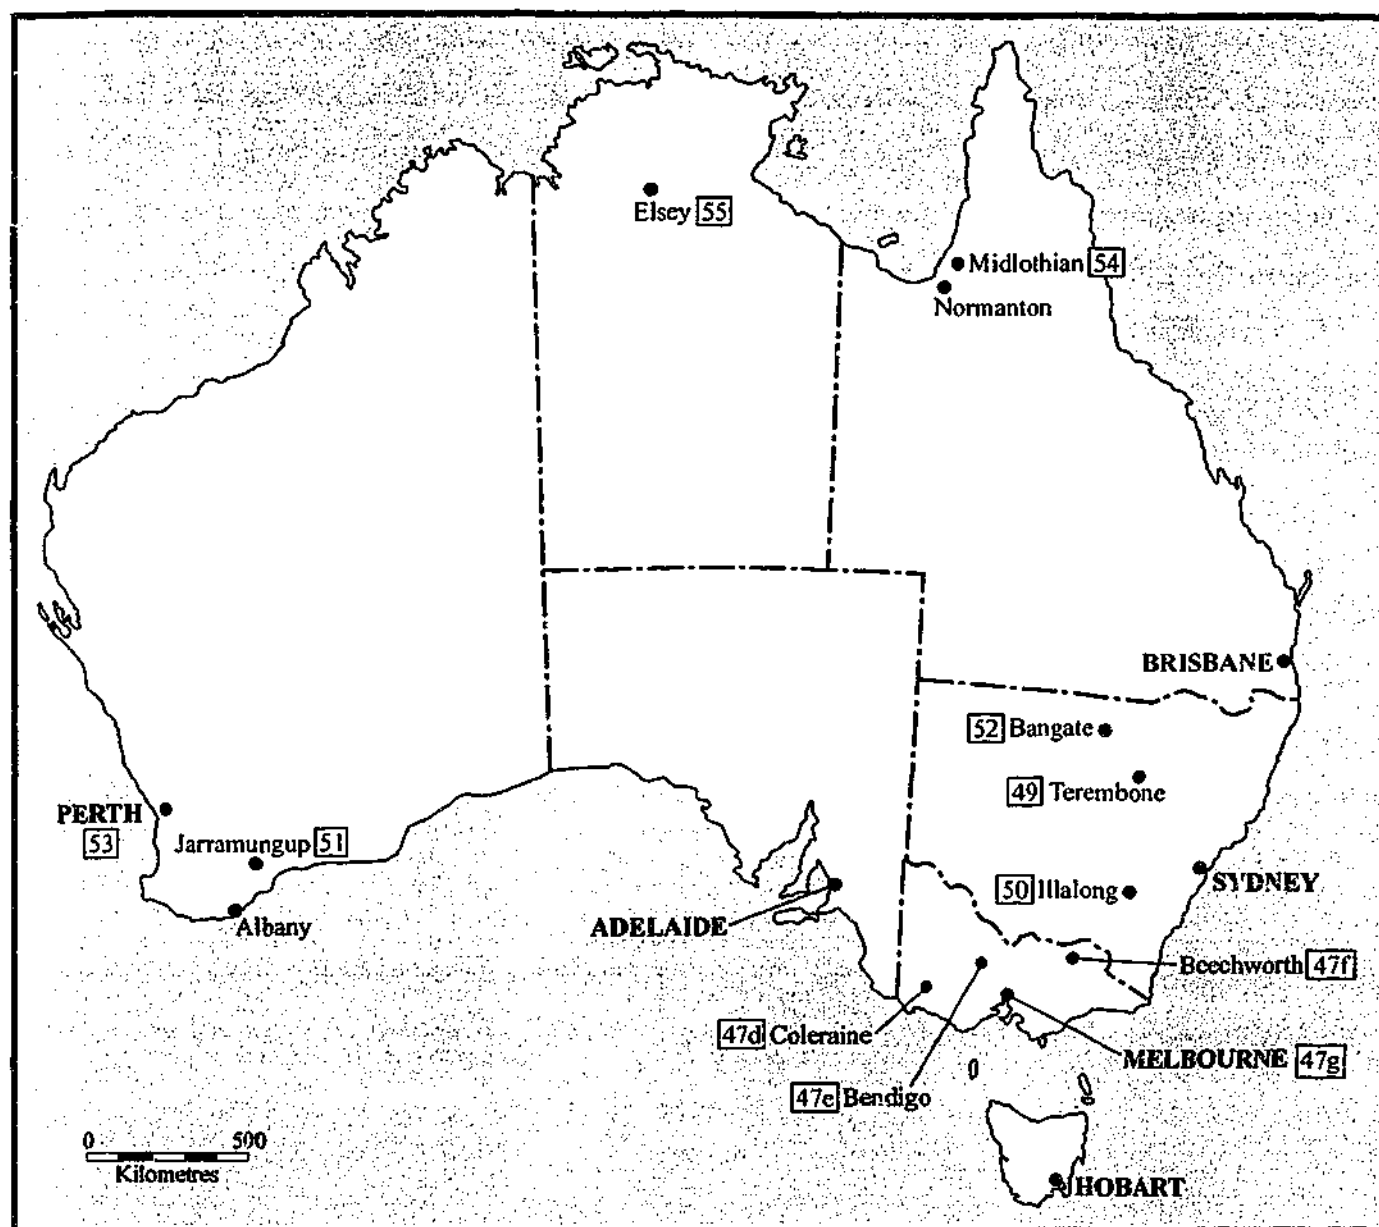 Elsey 55
Midlothian 54
Normanton
BRISBANE
52 Bangate
49 Terembone
PERTH
53
Jarramungup 51
Albany
ADELAIDE
50 Illalong
SYDNEY
Beechworth 47f
47d Coleraine
MELBOURNE 47g
47e Bendigo
0 500
Kilometres
HOBART